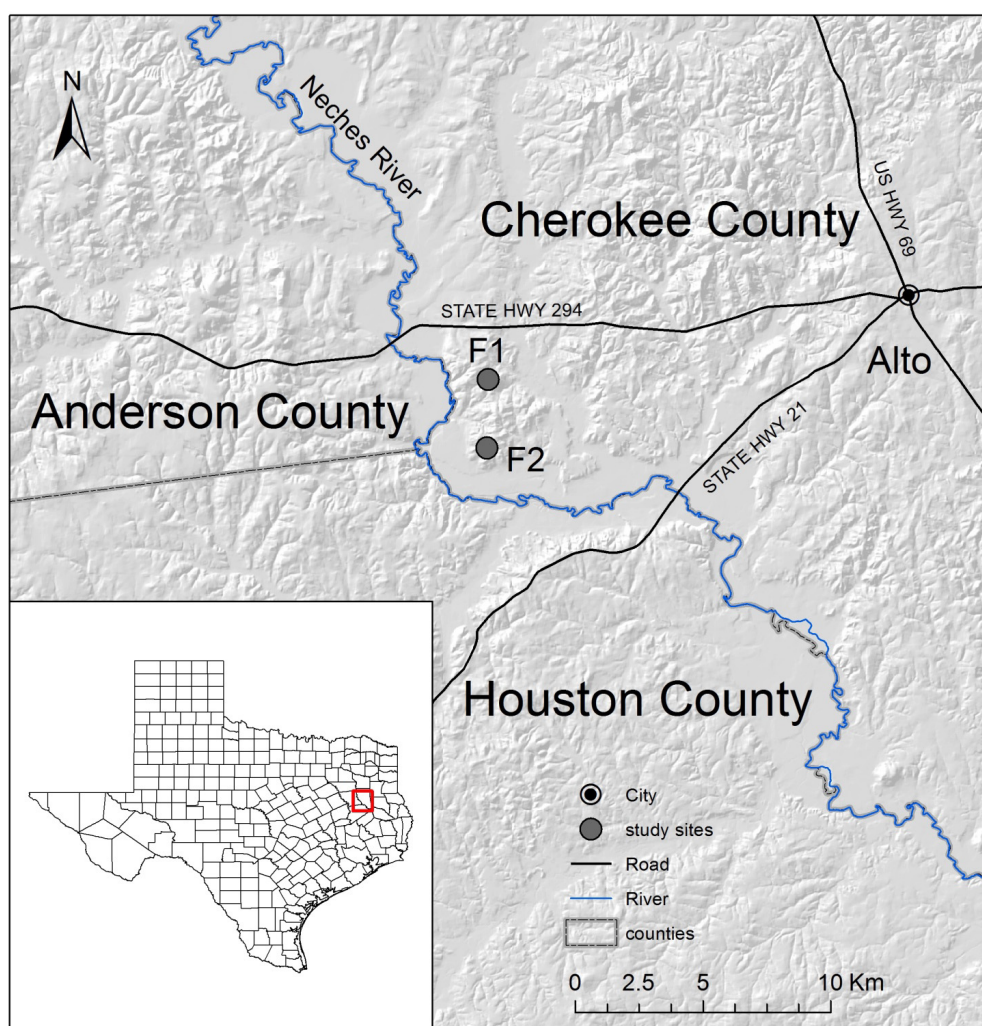 N
Neches River
Cherokee County
US HWY 69
STATE HWY 294
F1
Alto
Anderson County
F2
STATE HWY 21
Houston County
City
study sites
Road
River
counties
0 2.5 5 10 Km